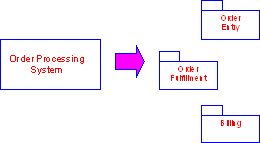 Order Processing
System
Order
Entry
Order
Fulfillment
Billing